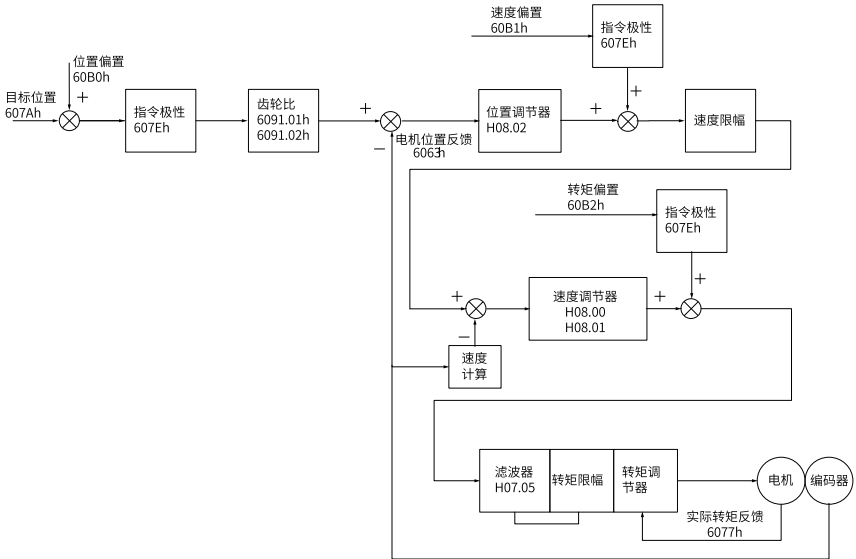 速度偏置
60B1h
指令极性
607Eh
位置偏置
60B0h
+
目标位置
607Ah
指令极性
607Eh
齿轮比
6091.01h
6091.02h
+
电机位置反馈
6063h
−
位置调节器
H08.02
+
+
速度限幅
转矩偏置
60B2h
指令极性
607Eh
+
+
−
速度调节器
H08.00
H08.01
+
速度
计算
滤波器
H07.05
转矩限幅
转矩调
节器
电机
编码器
实际转矩反馈
6077h